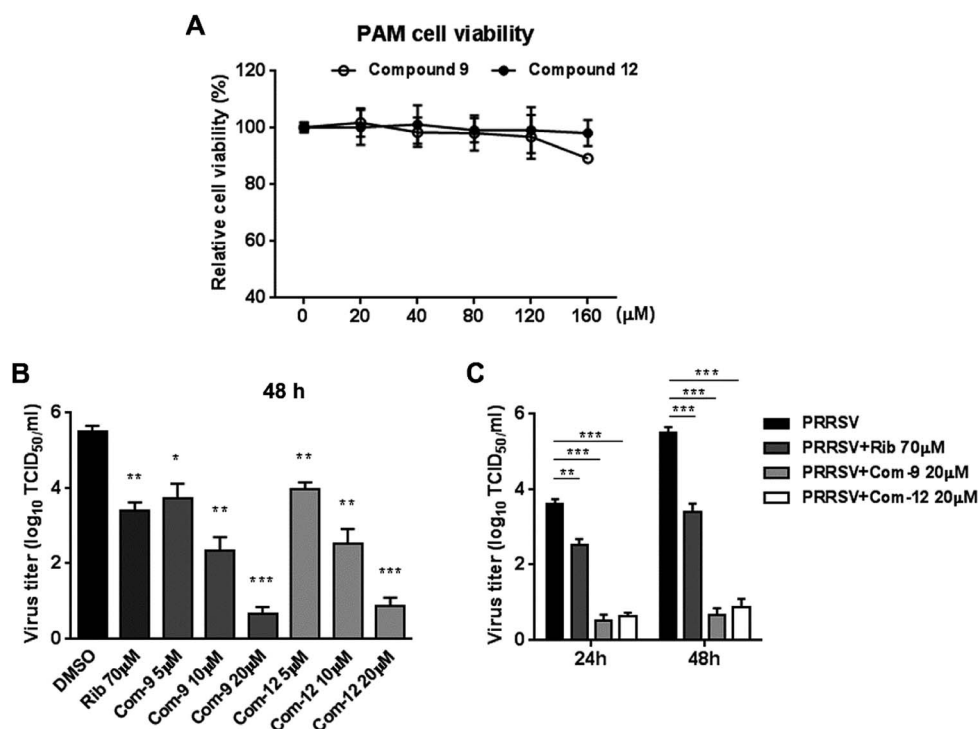 A
PAM cell viability
Compound 9
Compound 12
Relative cell viability (%)
120
100
80
60
40
0
20
40
80
120
160
(μM)
B
48 h
Virus titer (log10 TCID50/ml)
6
4
2
0
*
**
**
**
**
***
***
DMSO
Rib 70μM
Com-9 5μM
Com-9 10μM
Com-9 20μM
Com-12 5μM
Com-12 10μM
Com-12 20μM
C
Virus titer (log10 TCID50/ml)
6
4
2
0
***
***
**
***
***
***
24h
48h
PRRSV
PRRSV+Rib 70μM
PRRSV+Com-9 20μM
PRRSV+Com-12 20μM